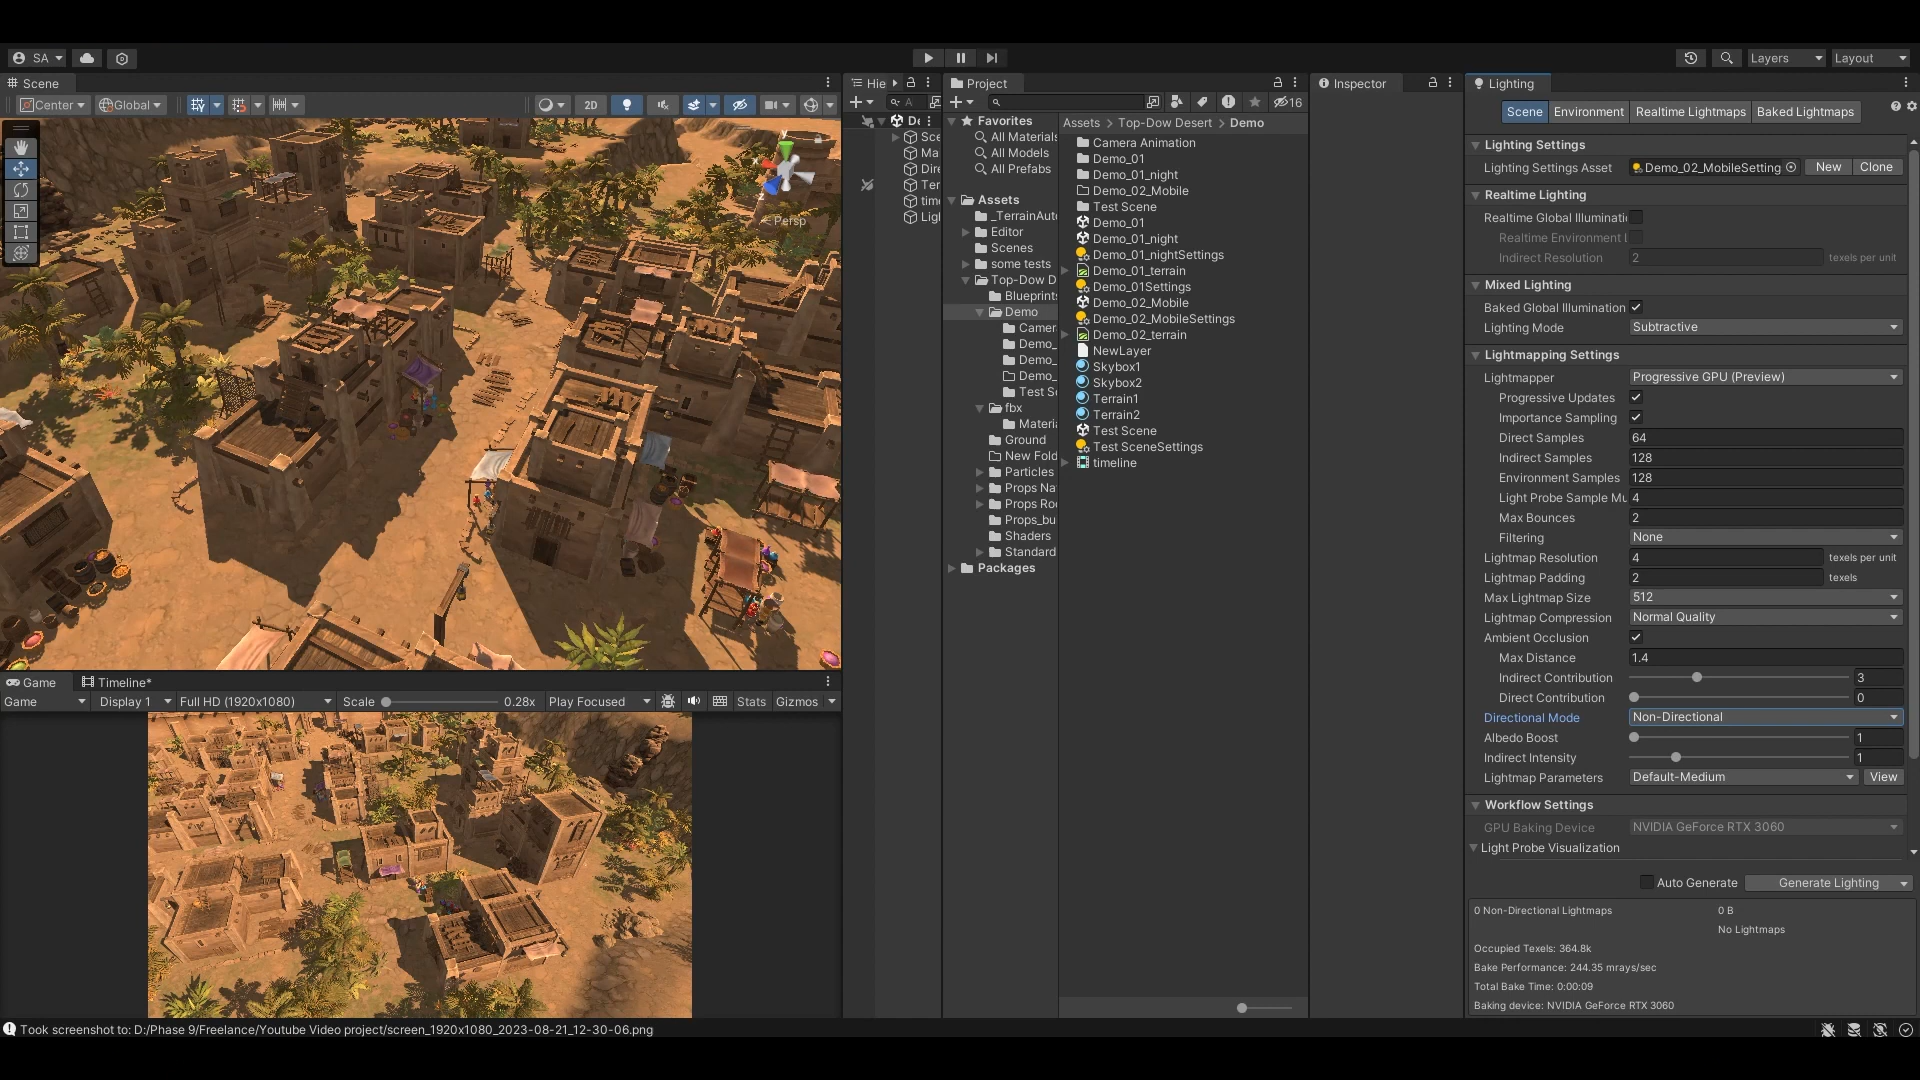 SA
Layers
Layout
Scene
Center
Global
2D
Persp
Game
Timeline*
Game
Display 1
Full HD (1920x1080)
Scale
0.28x
Play Focused
Stats
Gizmos
Hie
A
De
Sce
Ma
Dire
Ter
time
Ligh
Project
16
Favorites
All Materials
All Models
All Prefabs
Assets
_TerrainAuto
Editor
Scenes
some tests
Top-Dow D
Blueprints
Demo
Camer
Demo_
Demo_
Demo_
Test Sc
fbx
Materia
Ground
New Fold
Particles
Props Na
Props Roo
Props_bu
Shaders
Standard
Packages
Assets > Top-Dow Desert > Demo
Camera Animation
Demo_01
Demo_01_night
Demo_02_Mobile
Test Scene
Demo_01
Demo_01_night
Demo_01_nightSettings
Demo_01_terrain
Demo_01Settings
Demo_02_Mobile
Demo_02_MobileSettings
Demo_02_terrain
NewLayer
Skybox1
Skybox2
Terrain1
Terrain2
Test Scene
Test SceneSettings
timeline
Inspector
Lighting
Scene
Environment
Realtime Lightmaps
Baked Lightmaps
Lighting Settings
Lighting Settings Asset
Demo_02_MobileSetting
New
Clone
Realtime Lighting
Realtime Global Illuminati
Realtime Environment L
Indirect Resolution 2 texels per unit
Mixed Lighting
Baked Global Illumination
Lighting Mode Subtractive
Lightmapping Settings
Lightmapper Progressive GPU (Preview)
Progressive Updates
Importance Sampling
Direct Samples 64
Indirect Samples 128
Environment Samples 128
Light Probe Sample Mu 4
Max Bounces 2
Filtering None
Lightmap Resolution 4 texels per unit
Lightmap Padding 2 texels
Max Lightmap Size 512
Lightmap Compression Normal Quality
Ambient Occlusion
Max Distance 1.4
Indirect Contribution 3
Direct Contribution 0
Directional Mode Non-Directional
Albedo Boost 1
Indirect Intensity 1
Lightmap Parameters Default-Medium View
Workflow Settings
GPU Baking Device NVIDIA GeForce RTX 3060
Light Probe Visualization
Auto Generate
Generate Lighting
0 Non-Directional Lightmaps 0 B
No Lightmaps
Occupied Texels: 364.8k
Bake Performance: 244.35 mrays/sec
Total Bake Time: 0:00:09
Baking device: NVIDIA GeForce RTX 3060
Took screenshot to: D:/Phase 9/Freelance/Youtube Video project/screen_1920x1080_2023-08-21_12-30-06.png